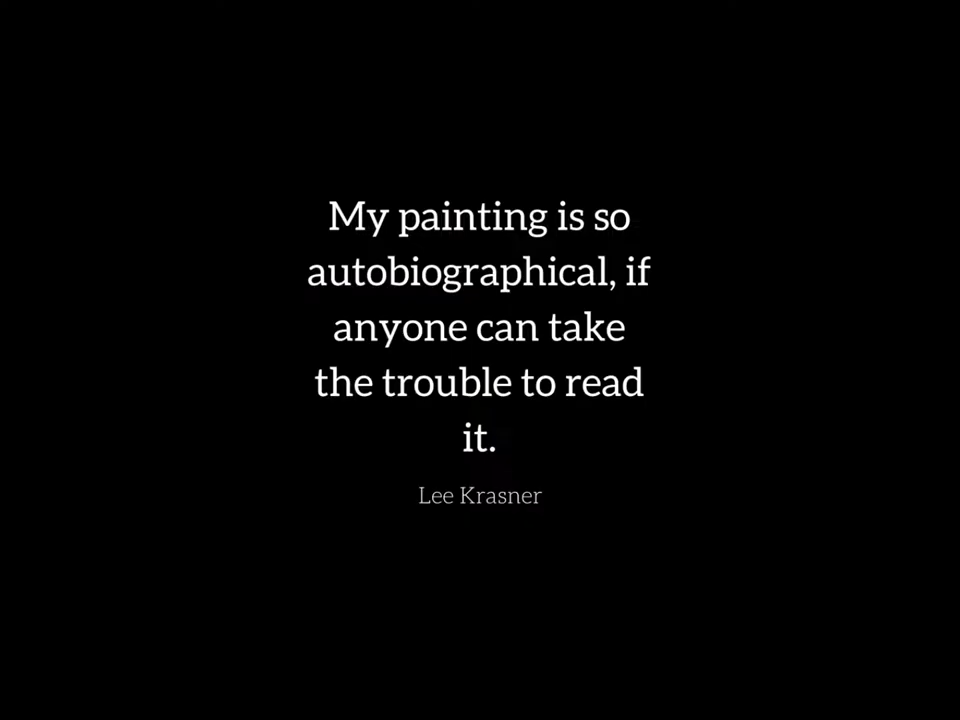 My painting is so
autobiographical, if
anyone can take
the trouble to read
it.
Lee Krasner